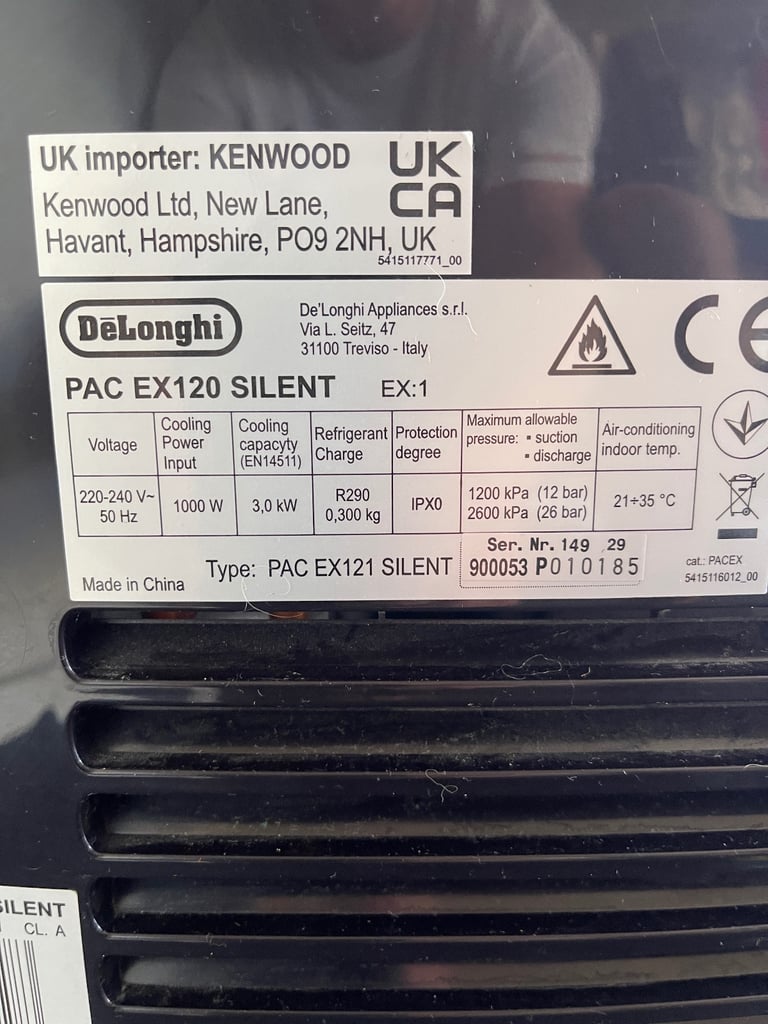 UK importer: KENWOOD
UK
CA
Kenwood Ltd, New Lane,
Havant, Hampshire, PO9 2NH, UK
5415117771_00
DeLonghi
De'Longhi Appliances s.r.l.
Via L. Seitz, 47
31100 Treviso - Italy
CE
PAC EX120 SILENT EX:1
Voltage
Cooling
Power
Input
Cooling
capacyty
(EN14511)
Refrigerant
Charge
Protection
degree
Maximum allowable
pressure: ▪ suction
▪ discharge
Air-conditioning
indoor temp.
220-240 V~
50 Hz
1000 W
3,0 kW
R290
0,300 kg
IPX0
1200 kPa (12 bar)
2600 kPa (26 bar)
21÷35 °C
Made in China
Type: PAC EX121 SILENT
Ser. Nr. 149 29
900053 P010185
cat.: PACEX
5415116012_00
SILENT
CL. A